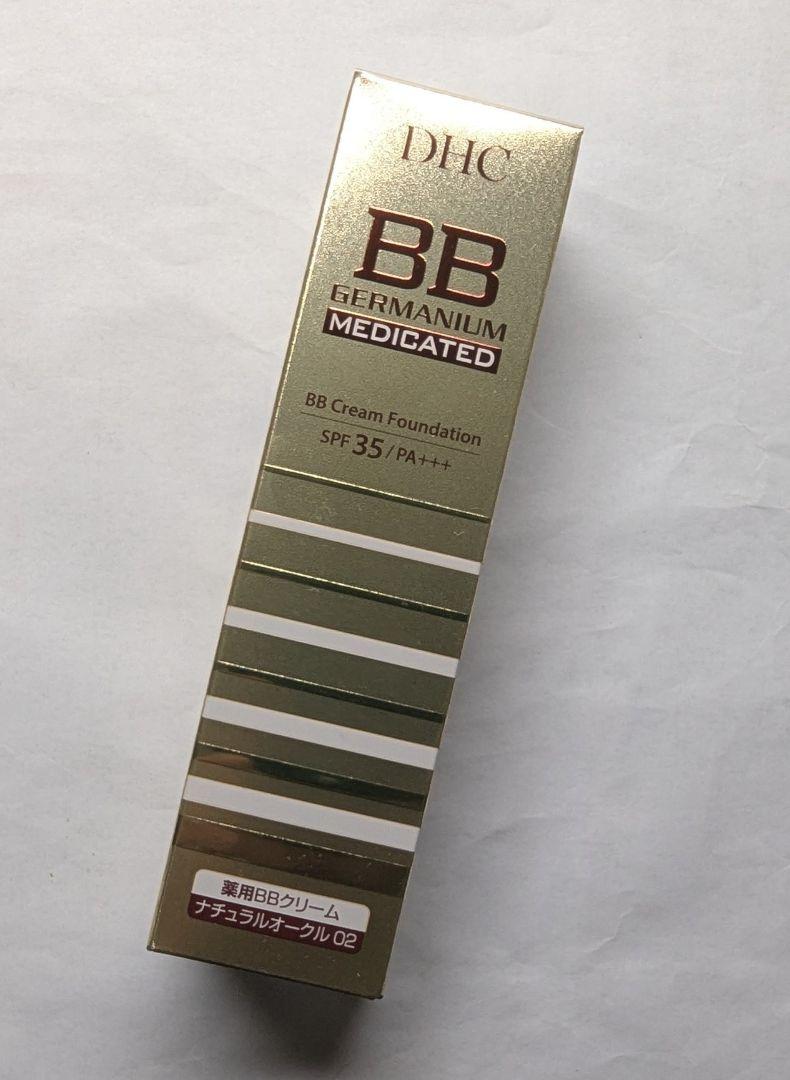 DHC
BB
GERMANIUM
MEDICATED
BB Cream Foundation
SPF 35/PA+++
薬用BBクリーム
ナチュラルオークル 02